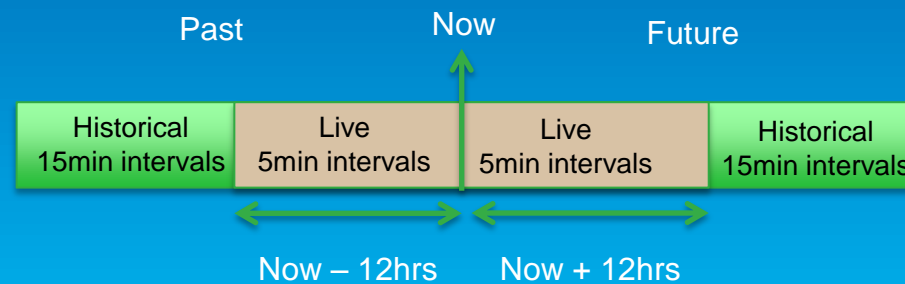 Past
Now
Future
Historical
15min intervals
Live
5min intervals
Live
5min intervals
Historical
15min intervals
Now – 12hrs
Now + 12hrs